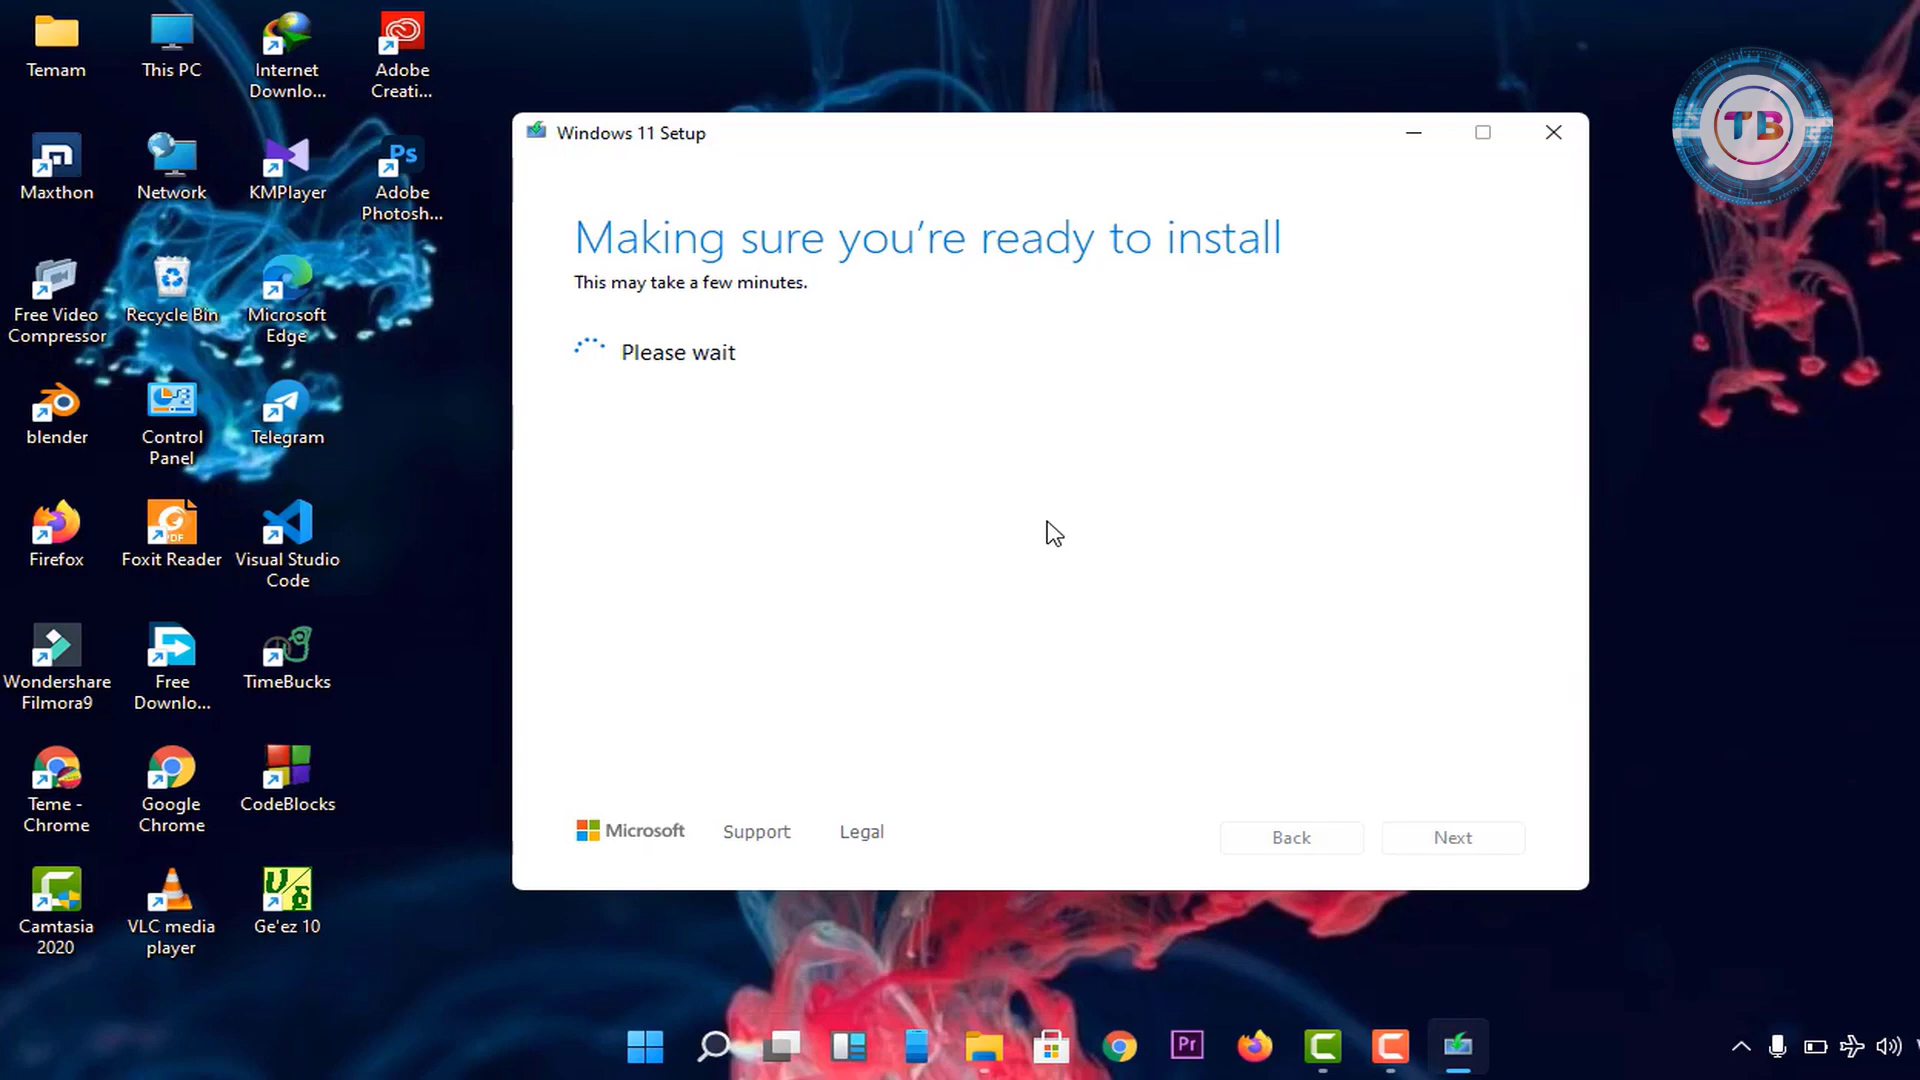 Temam
This PC
Internet
Downlo...
Adobe
Creati...
Maxthon
Network
KMPlayer
Ps
Adobe
Photosh...
Free Video
Compressor
Recycle Bin
Microsoft
Edge
blender
Control
Panel
Telegram
Firefox
PDF
Foxit Reader
Visual Studio
Code
Wondershare
Filmora9
Free
Downlo...
TimeBucks
Teme -
Chrome
Google
Chrome
CodeBlocks
Camtasia
2020
VLC media
player
Ge'ez 10
Windows 11 Setup
Making sure you're ready to install
This may take a few minutes.
Please wait
Microsoft
Support
Legal
Back
Next
TB
Pr